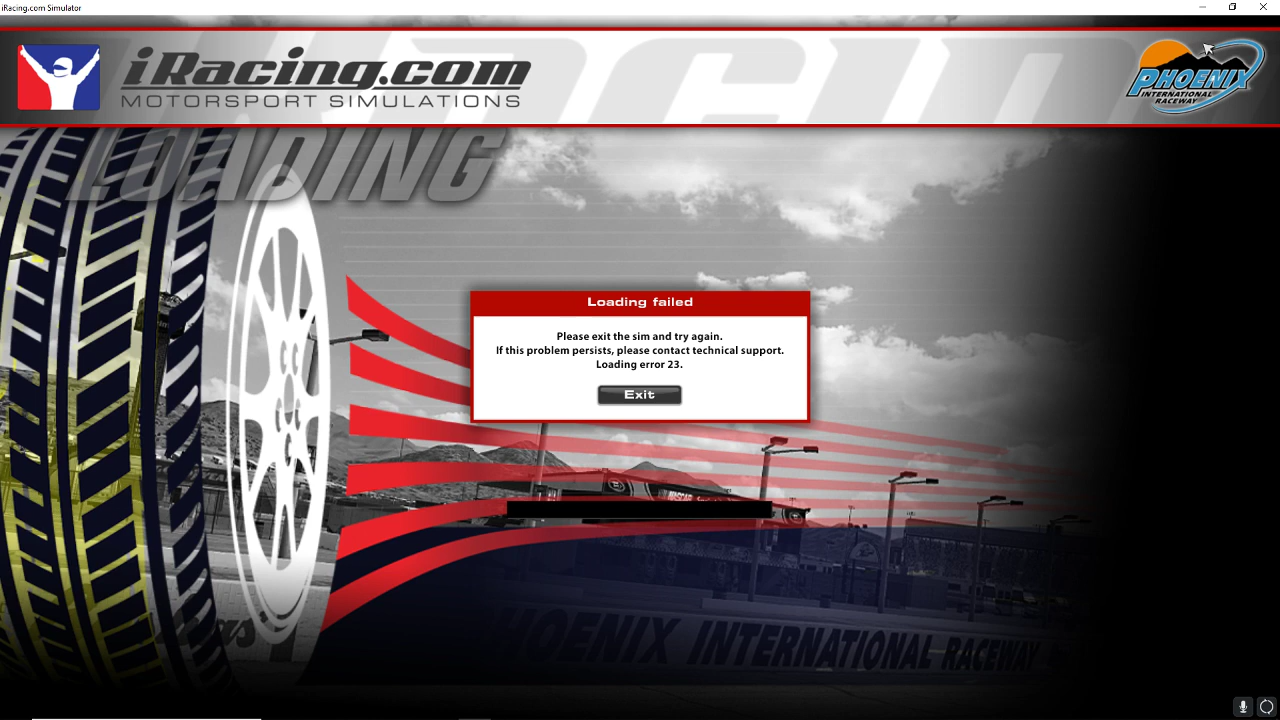 iRacing.com Simulator
iRacing.com
MOTORSPORT SIMULATIONS
PHOENIX
INTERNATIONAL
RACEWAY
LOADING
Loading failed
Please exit the sim and try again.
If this problem persists, please contact technical support.
Loading error 23.
Exit
NASCAR
PHOENIX INTERNATIONAL RACEWAY